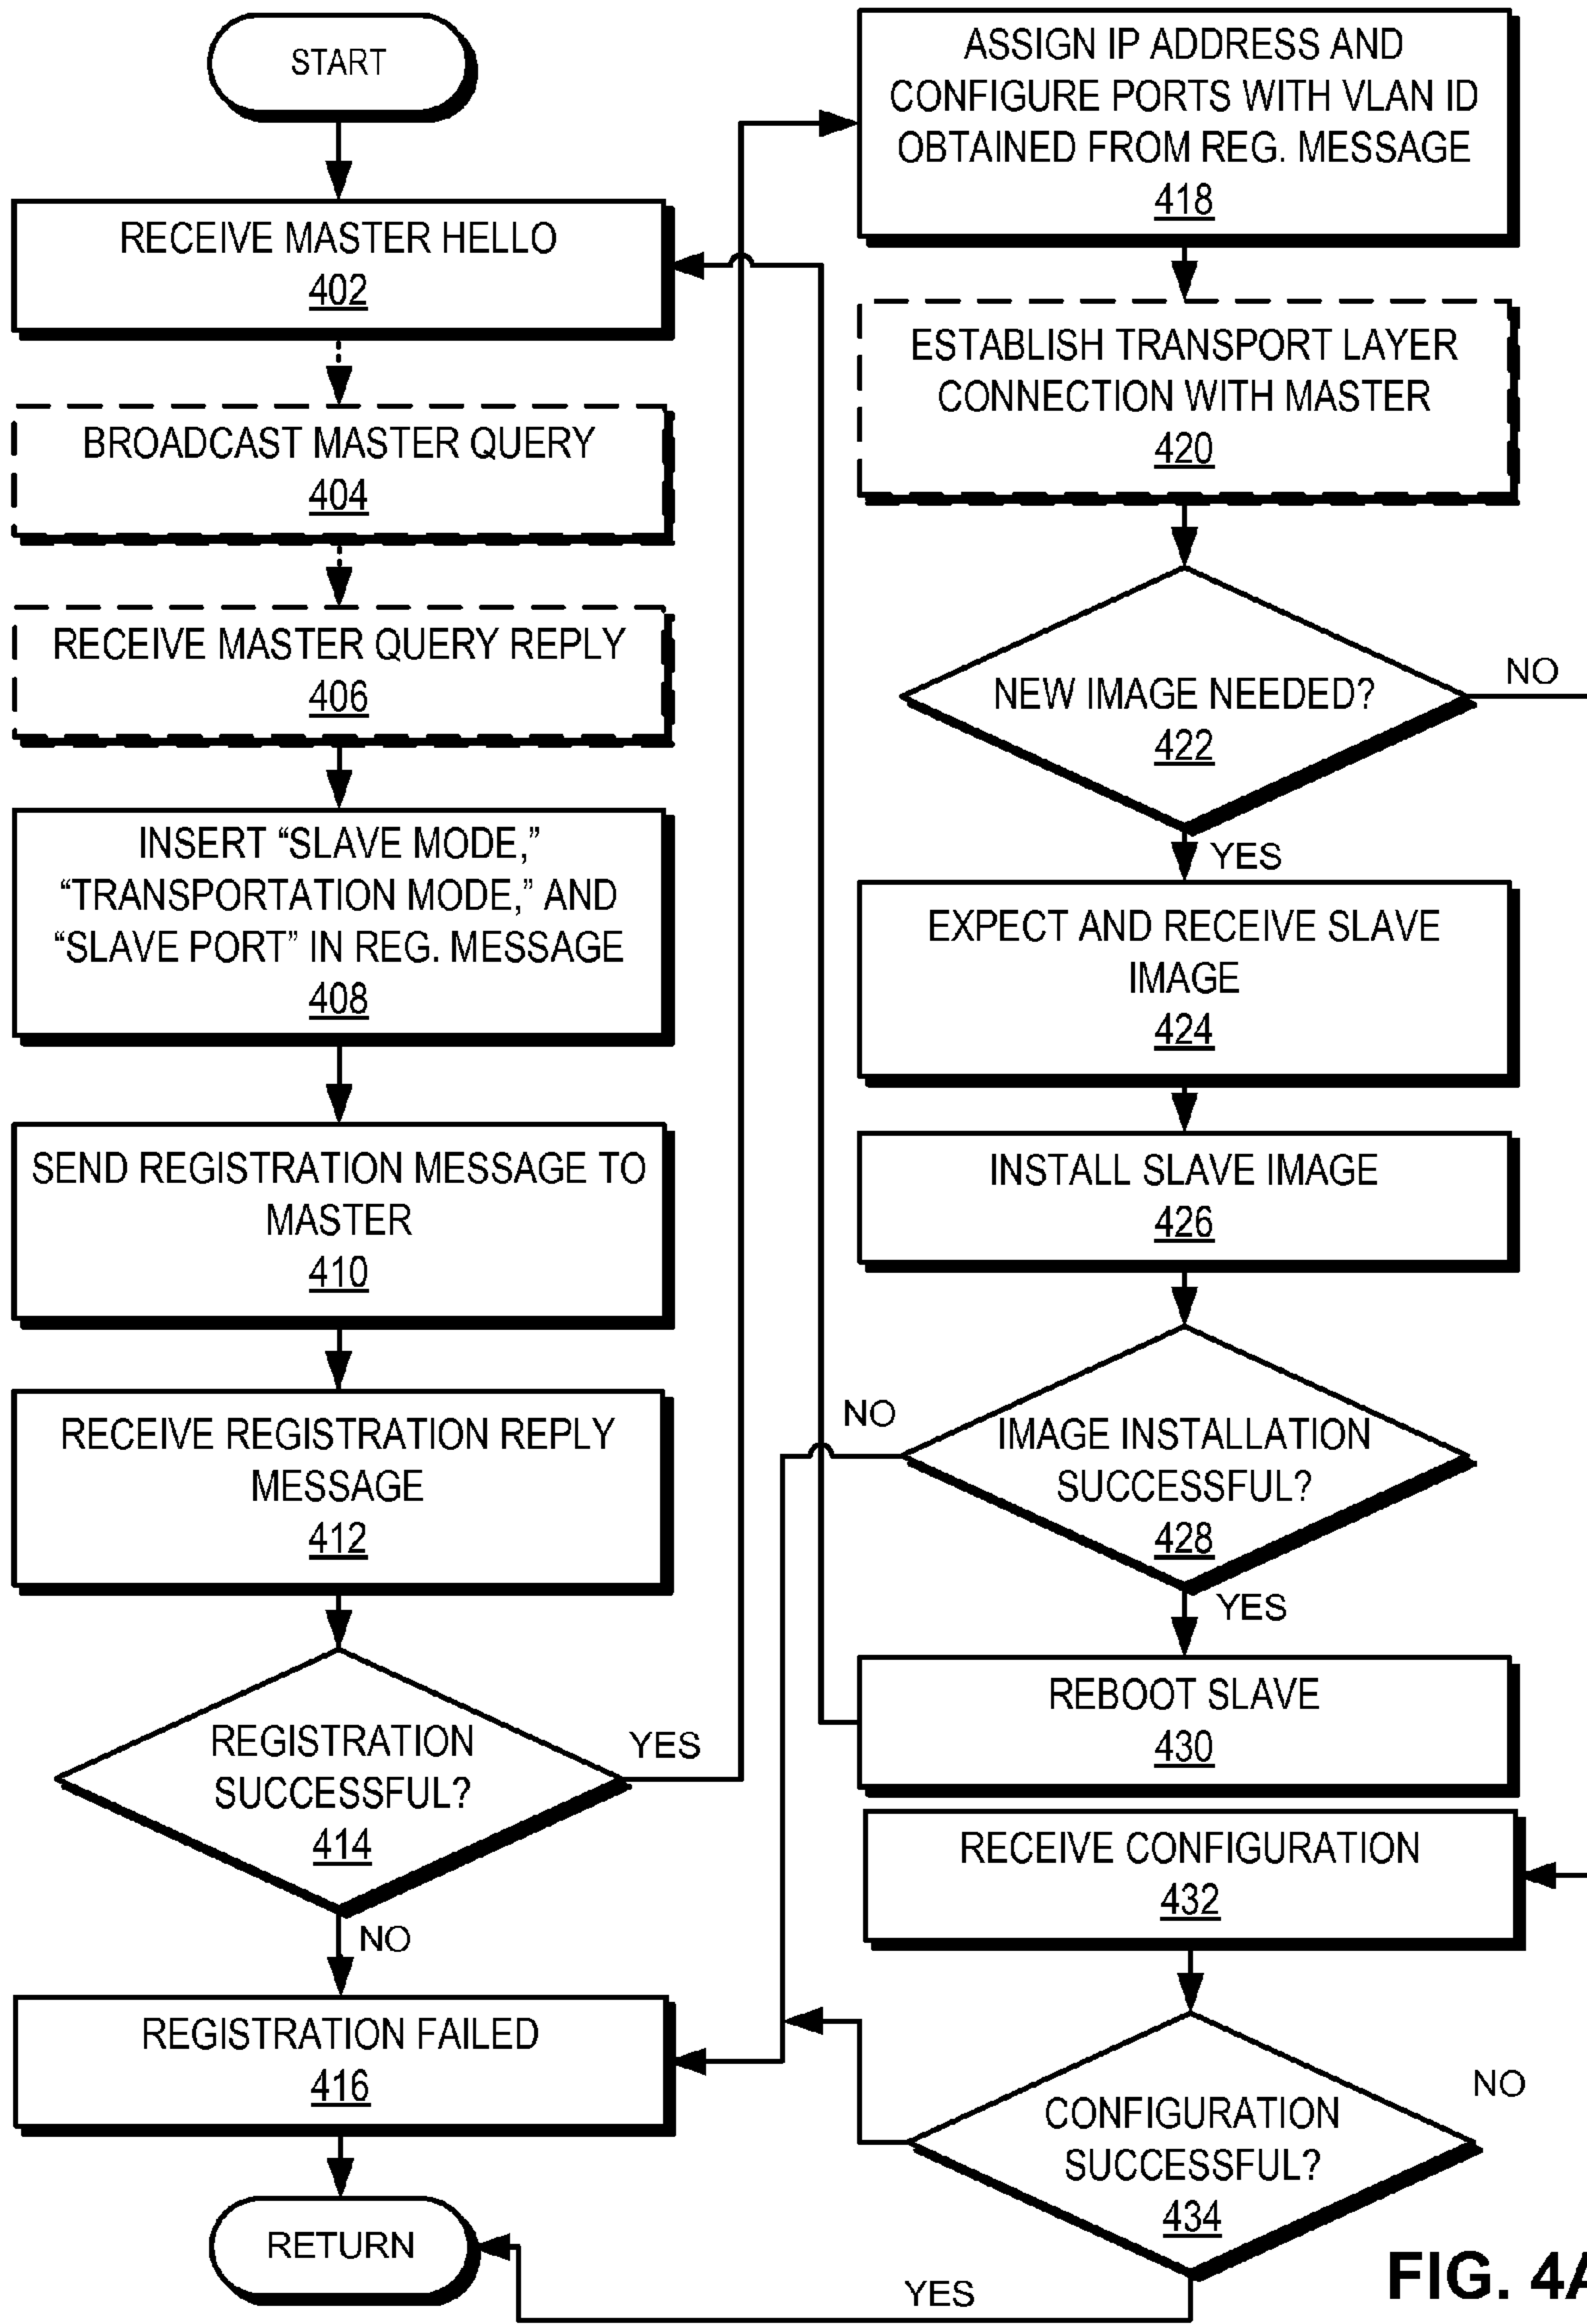 START
RECEIVE MASTER HELLO
402
BROADCAST MASTER QUERY
404
RECEIVE MASTER QUERY REPLY
406
INSERT “SLAVE MODE,”
“TRANSPORTATION MODE,” AND
“SLAVE PORT” IN REG. MESSAGE
408
SEND REGISTRATION MESSAGE TO
MASTER
410
RECEIVE REGISTRATION REPLY
MESSAGE
412
REGISTRATION
SUCCESSFUL?
414
YES
NO
REGISTRATION FAILED
416
RETURN
ASSIGN IP ADDRESS AND
CONFIGURE PORTS WITH VLAN ID
OBTAINED FROM REG. MESSAGE
418
ESTABLISH TRANSPORT LAYER
CONNECTION WITH MASTER
420
NEW IMAGE NEEDED?
422
NO
YES
EXPECT AND RECEIVE SLAVE
IMAGE
424
INSTALL SLAVE IMAGE
426
IMAGE INSTALLATION
SUCCESSFUL?
428
NO
YES
REBOOT SLAVE
430
RECEIVE CONFIGURATION
432
CONFIGURATION
SUCCESSFUL?
434
NO
YES
FIG. 4A